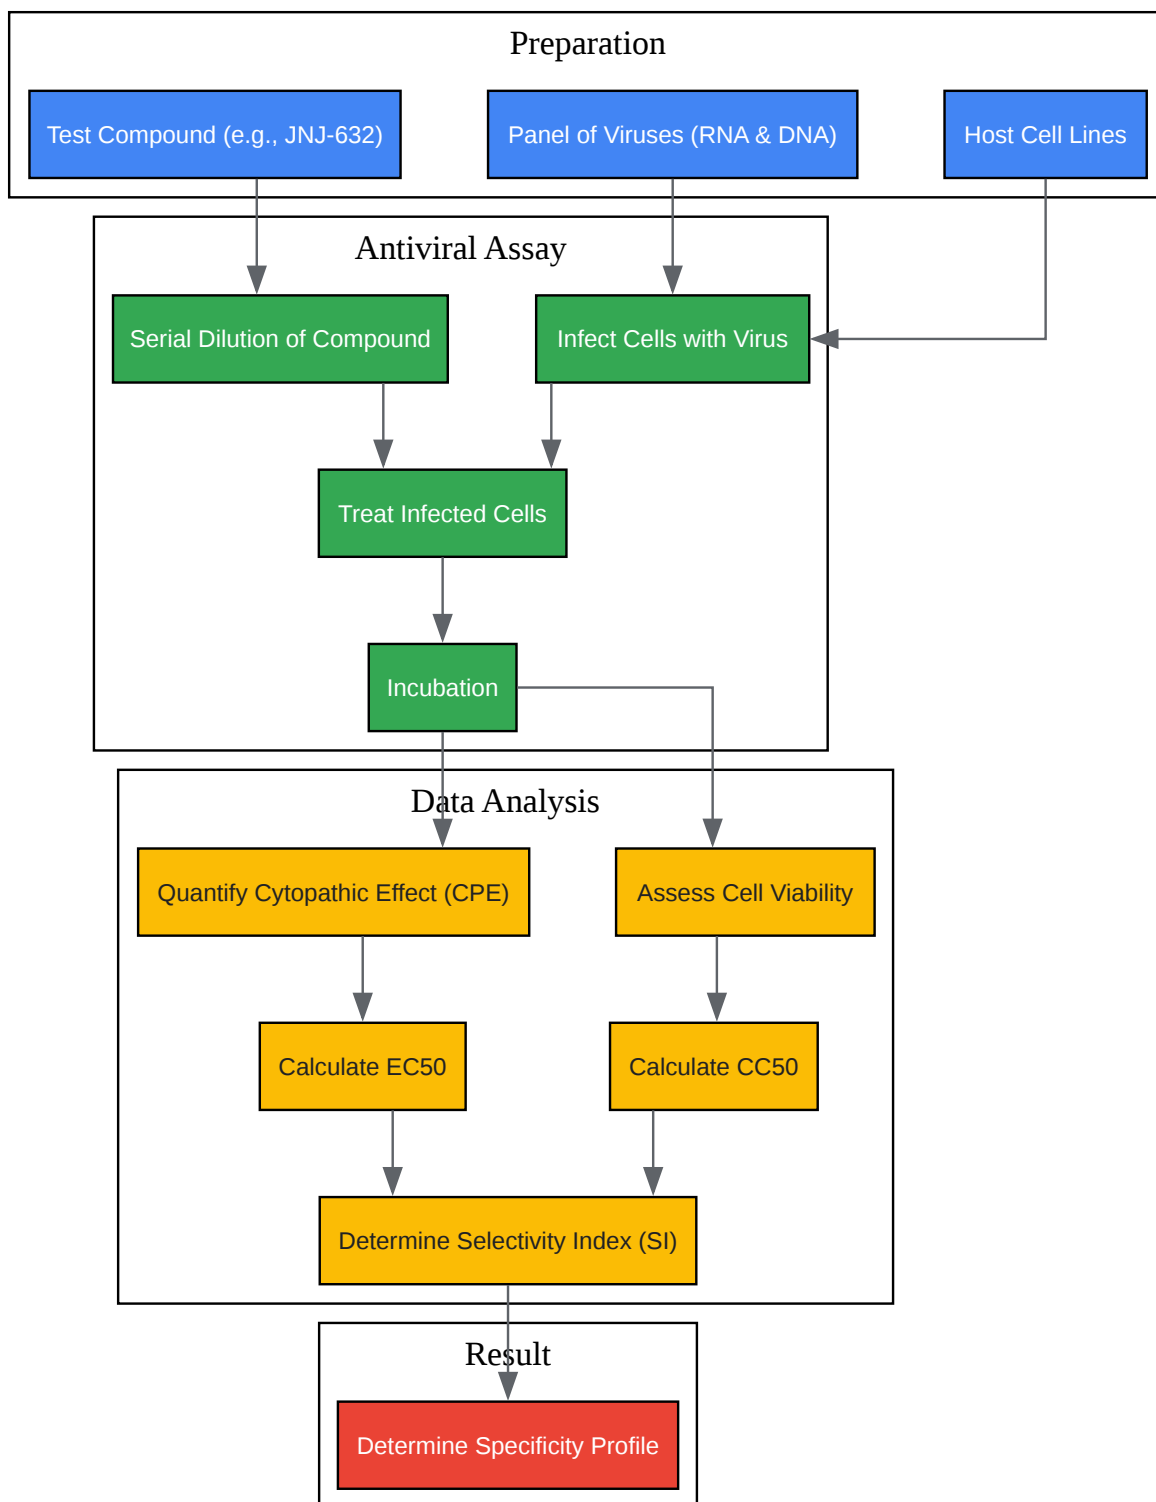 Preparation
Test Compound (e.g., JNJ-632)
Panel of Viruses (RNA & DNA)
Host Cell Lines
Antiviral Assay
Serial Dilution of Compound
Infect Cells with Virus
Treat Infected Cells
Incubation
Data Analysis
Quantify Cytopathic Effect (CPE)
Assess Cell Viability
Calculate EC50
Calculate CC50
Determine Selectivity Index (SI)
Result
Determine Specificity Profile